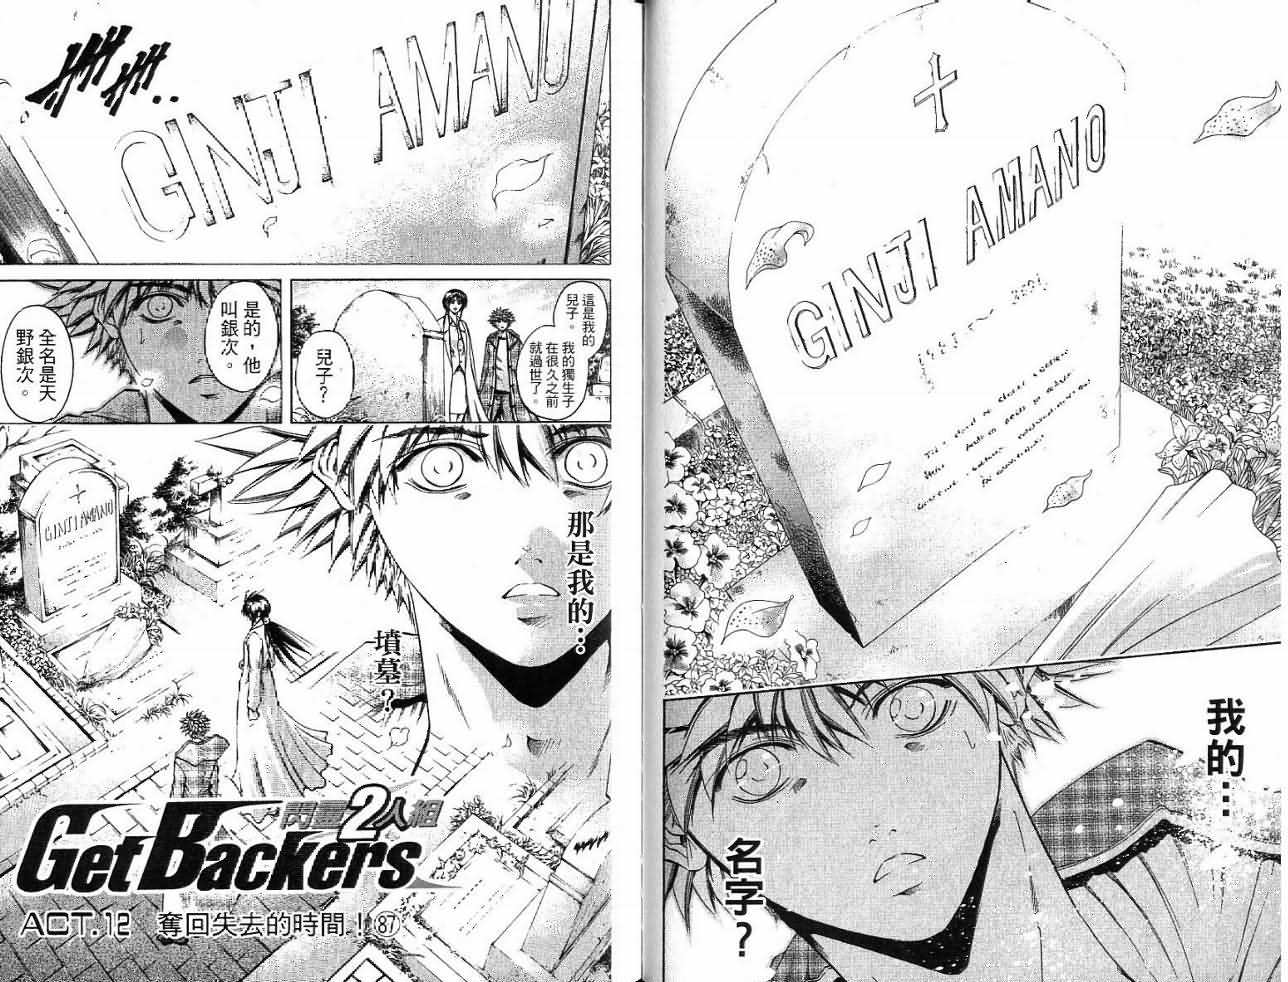 GINJI AMANO
我的…
名字？
GINJI AMANO
這是我的
兒子。
我的獨生子
在很久之前
就過世了。
兒子？
是的，他
叫銀次。
全名是天
野銀次。
GINJI AMANO
那是我的…
墳墓？
GetBackers
閃靈2人組
ACT.12 奪回失去的時間！87